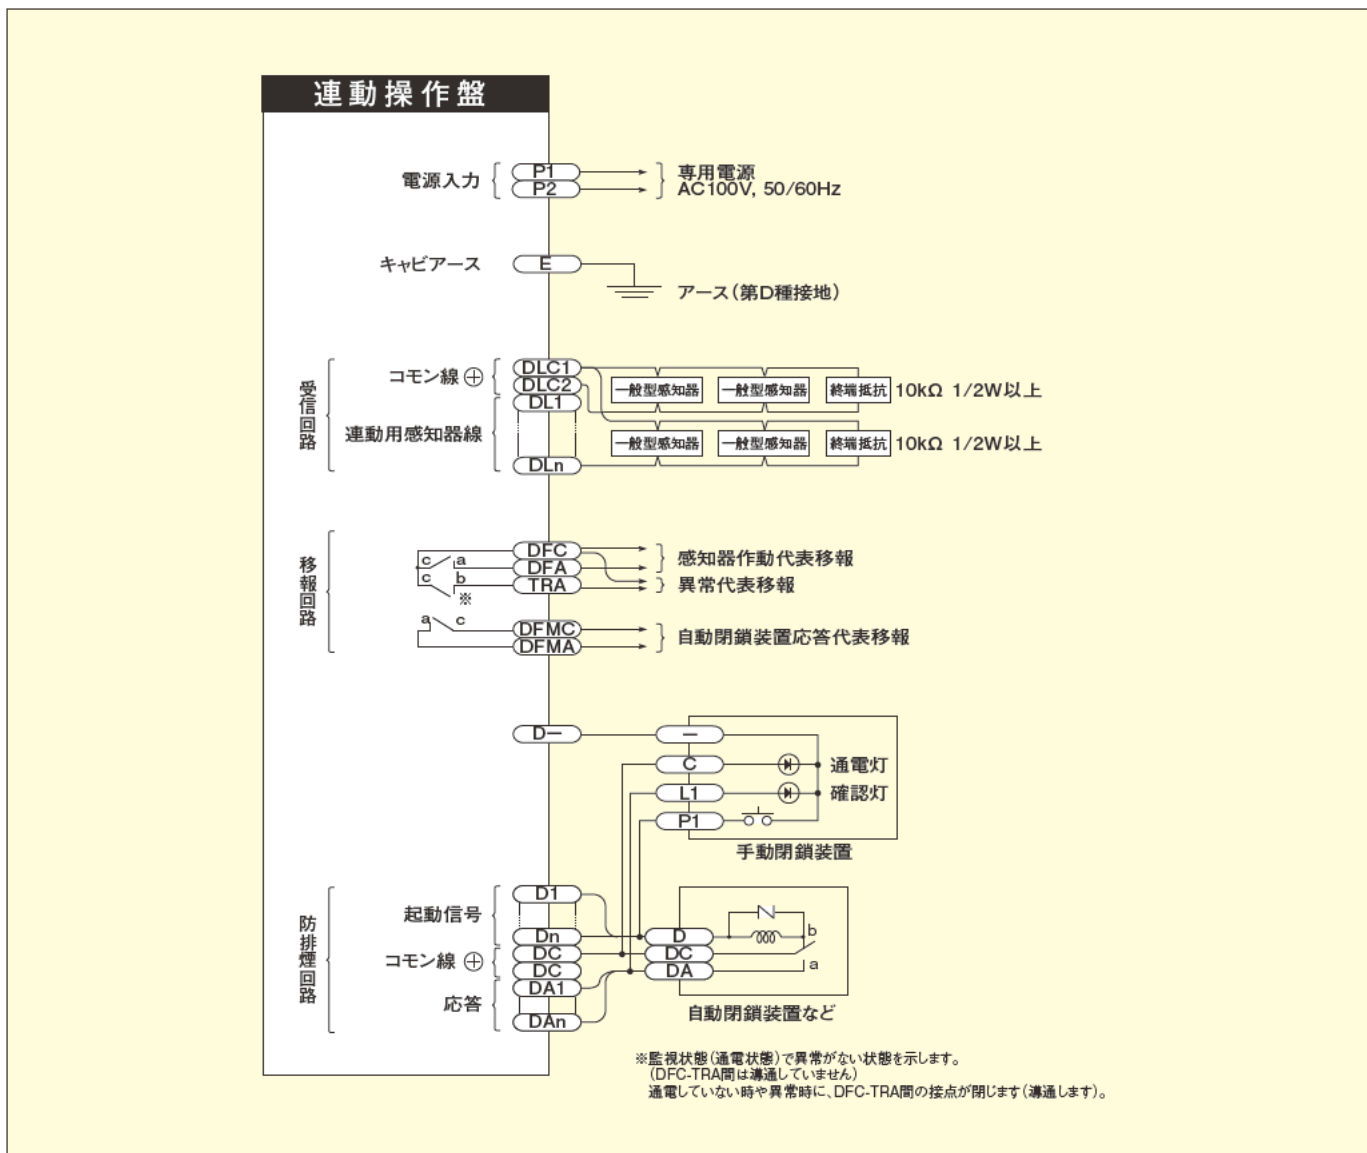 連動操作盤
電源入力
P1
P2
専用電源
AC100V, 50/60Hz
キャビアース
E
アース(第D種接地)
受信回路
コモン線⊕
DLC1
DLC2
連動用感知器線
DL1
DLn
一般型感知器 一般型感知器 終端抵抗 10kΩ 1/2W以上
一般型感知器 一般型感知器 終端抵抗 10kΩ 1/2W以上
移報回路
c a
c b
※
a c
DFC
DFA
TRA
DFMC
DFMA
感知器作動代表移報
異常代表移報
自動閉鎖装置応答代表移報
D－
－
C 通電灯
L1 確認灯
P1
手動閉鎖装置
防排煙回路
起動信号
D1
Dn
コモン線⊕
DC
DC
応答
DA1
DAn
D
DC
DA
b
a
自動閉鎖装置など
※監視状態(通電状態)で異常がない状態を示します。
(DFC-TRA間は溝通していません)
通電していない時や異常時に、DFC-TRA間の接点が閉じます(溝通します)。